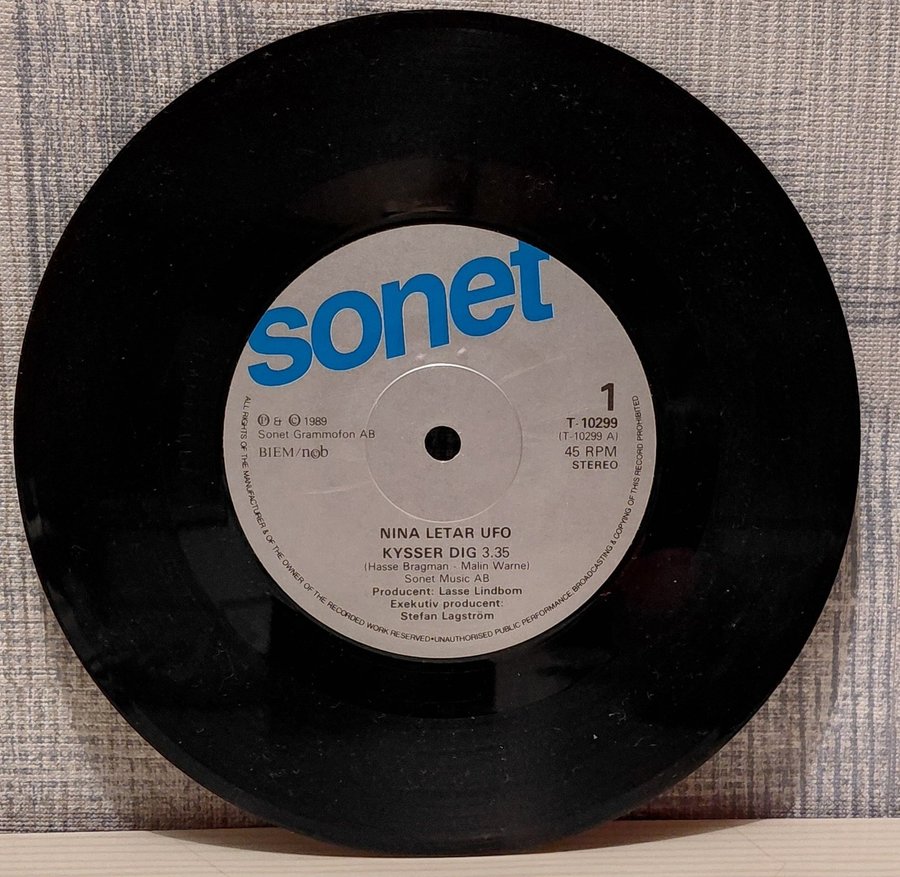 sonet
℗ & © 1989
Sonet Grammofon AB
BIEM/ncb
1
T-10299
(T-10299 A)
45 RPM
STEREO
NINA LETAR UFO
KYSSER DIG 3.35
(Hasse Bragman - Malin Warne)
Sonet Music AB
Producent: Lasse Lindbom
Exekutiv producent:
Stefan Lagström
ALL RIGHTS OF THE MANUFACTURER & OF THE OWNER OF THE RECORDED WORK RESERVED•UNAUTHORISED PUBLIC PERFORMANCE BROADCASTING & COPYING OF THIS RECORD PROHIBITED